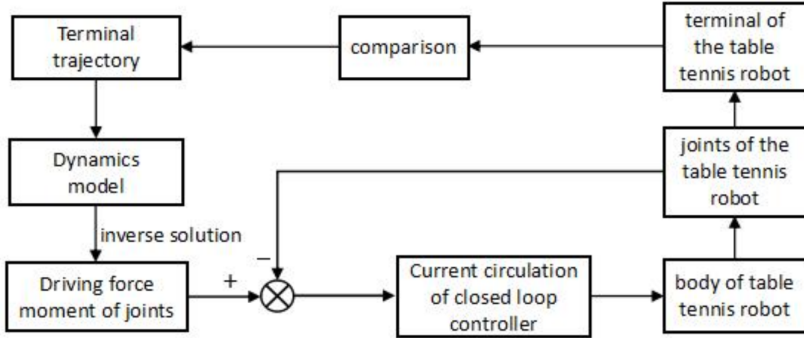 Terminal
trajectory
comparison
terminal of
the table
tennis robot
Dynamics
model
joints of the
table tennis
robot
inverse solution
Driving force
moment of joints
+
−
Current circulation
of closed loop
controller
body of table
tennis robot